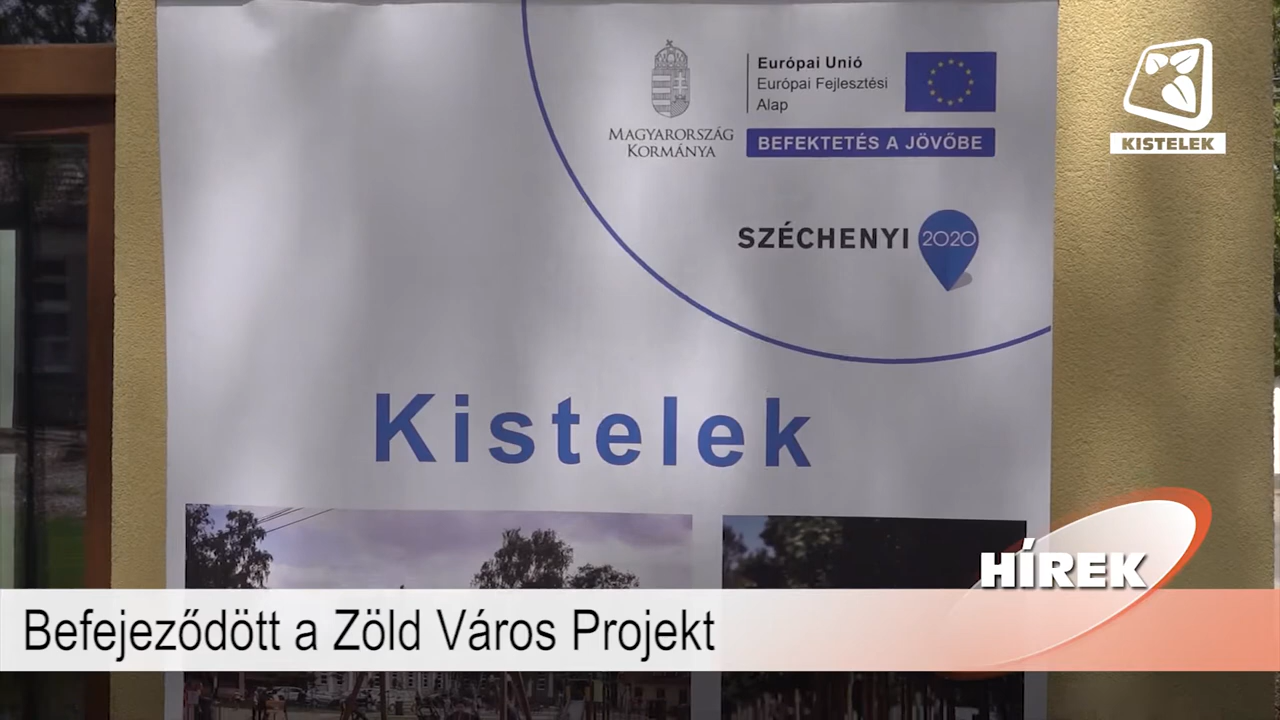 Európai Unió
Európai Fejlesztési
Alap
MAGYARORSZÁG
KORMÁNYA
BEFEKTETÉS A JÖVŐBE
KISTELEK
SZÉCHENYI 2020
Kistelek
HÍREK
Befejeződött a Zöld Város Projekt